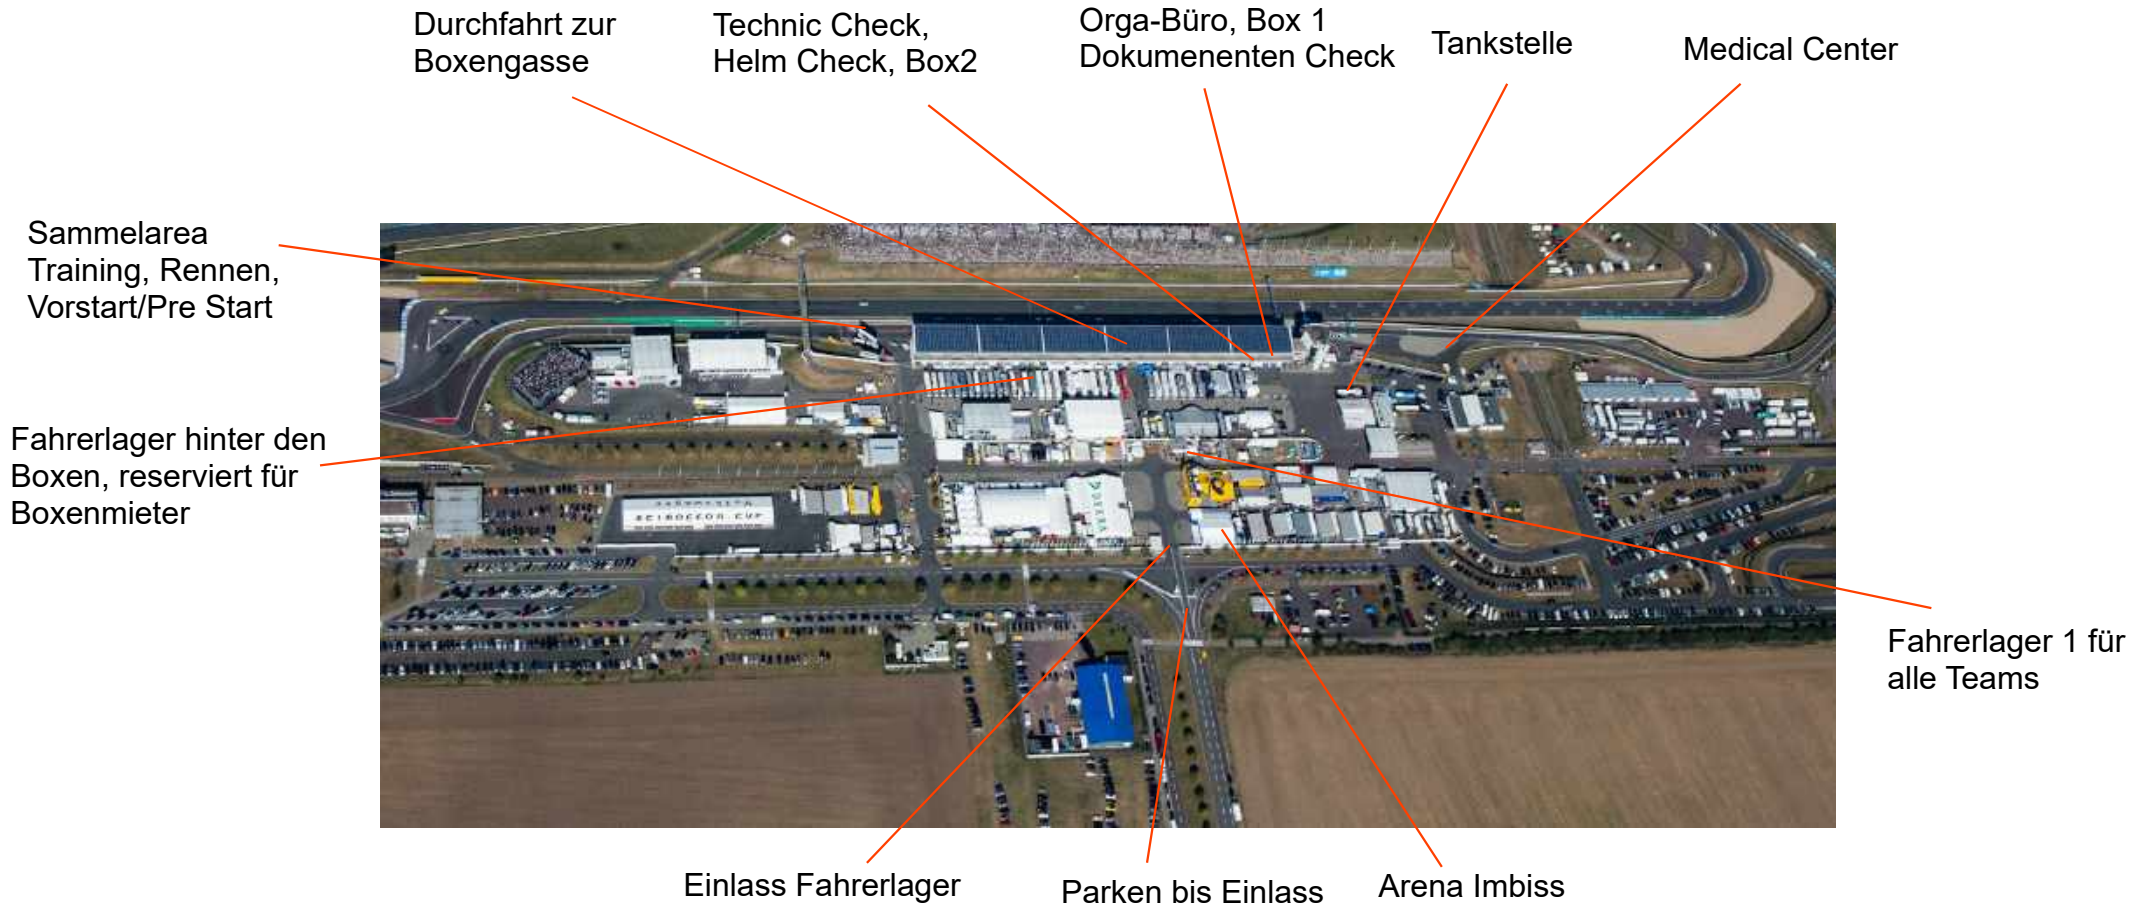 Durchfahrt zur
Boxengasse
Technic Check,
Helm Check, Box2
Orga-Büro, Box 1
Dokumenenten Check
Tankstelle
Medical Center
Sammelarea
Training, Rennen,
Vorstart/Pre Start
Fahrerlager hinter den
Boxen, reserviert für
Boxenmieter
DEKRA
Fahrerlager 1 für
alle Teams
Einlass Fahrerlager
Parken bis Einlass
Arena Imbiss